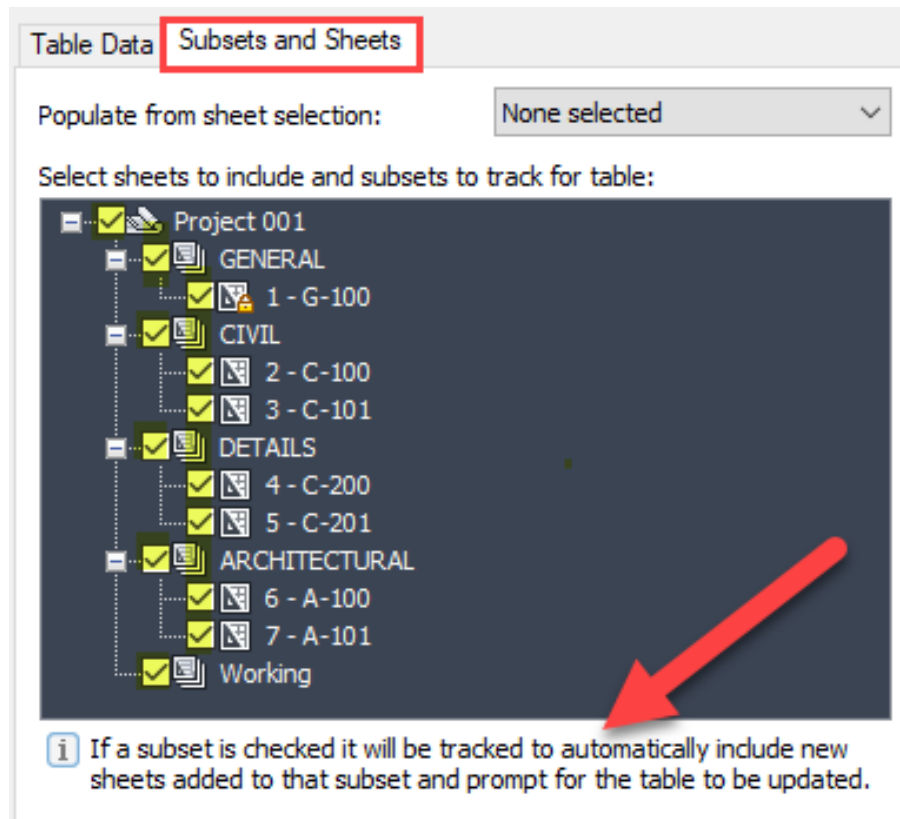 Table Data
Subsets and Sheets
Populate from sheet selection:
None selected
Select sheets to include and subsets to track for table:
Project 001
GENERAL
1 - G-100
CIVIL
2 - C-100
3 - C-101
DETAILS
4 - C-200
5 - C-201
ARCHITECTURAL
6 - A-100
7 - A-101
Working
If a subset is checked it will be tracked to automatically include new
sheets added to that subset and prompt for the table to be updated.